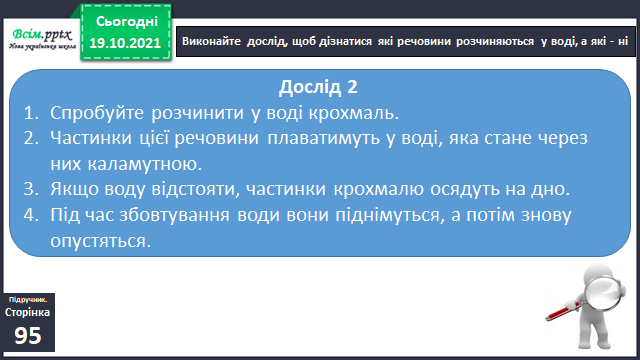 Всім.pptx
Нова українська школа
Сьогодні
19.10.2021
Виконайте дослід, щоб дізнатися які речовини розчиняються у воді, а які - ні
Дослід 2
1. Спробуйте розчинити у воді крохмаль.
2. Частинки цієї речовини плаватимуть у воді, яка стане через
них каламутною.
3. Якщо воду відстояти, частинки крохмалю осядуть на дно.
4. Під час збовтування води вони піднімуться, а потім знову
опустяться.
Підручник.
Сторінка
95